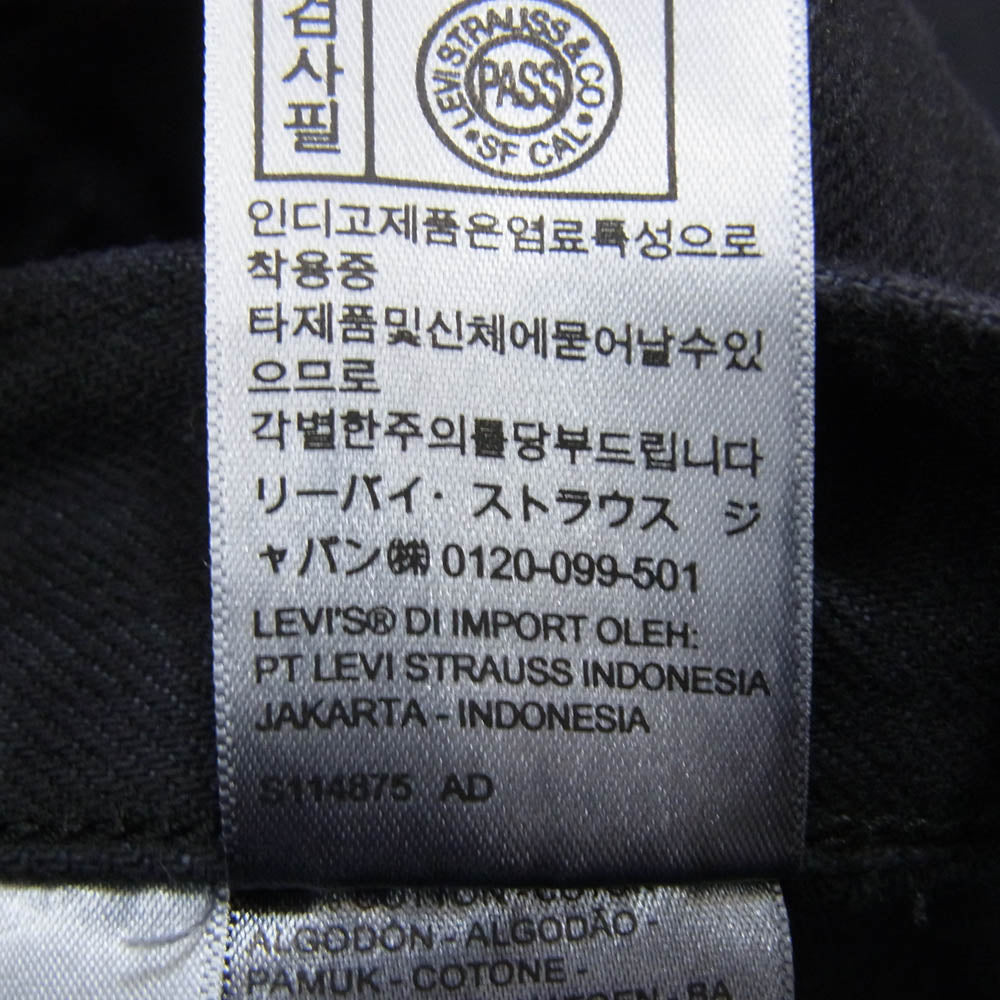 검사필
LEVI STRAUSS & CO
PASS
SF CAL
인디고제품은염료특성으로
착용중
타제품및신체에묻어날수있
으므로
각별한주의를당부드립니다
リーバイ・ ストラウス ジ
ャパン㈱ 0120-099-501
LEVI'S® DI IMPORT OLEH:
PT LEVI STRAUSS INDONESIA
JAKARTA - INDONESIA
S114875 AD
ALGODÓN - ALGODÃO -
PAMUK - COTONE -